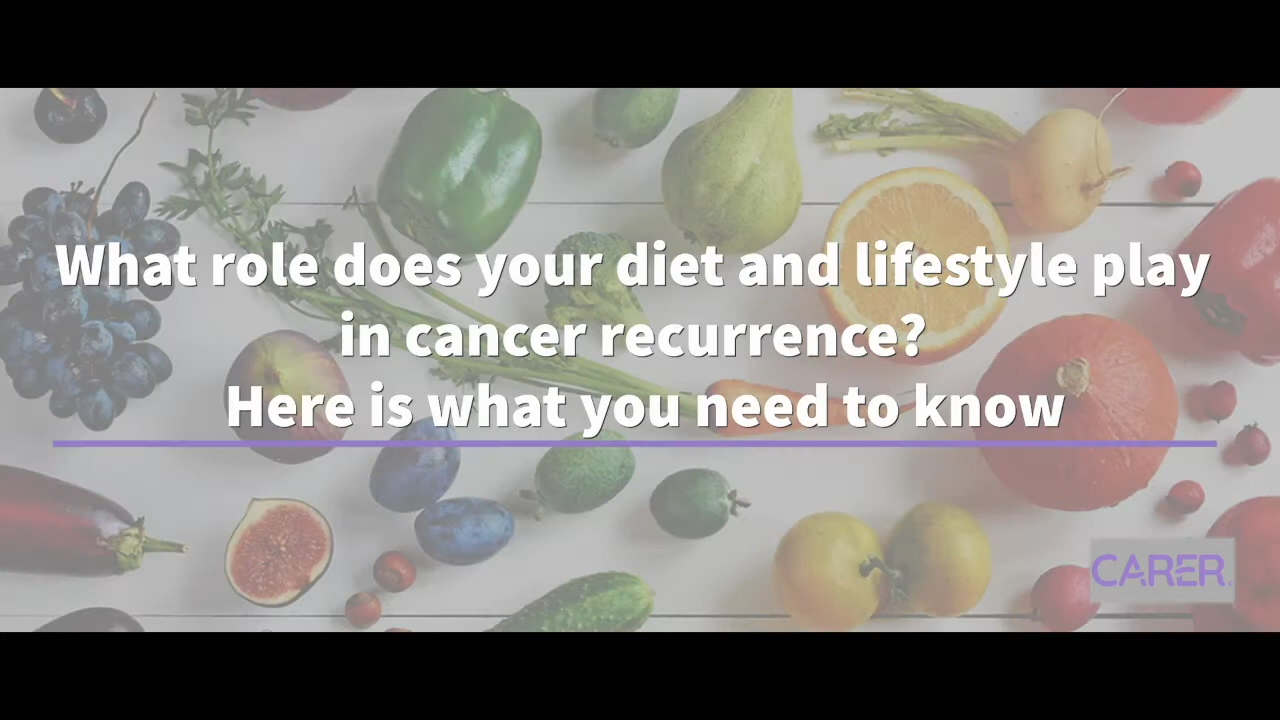 What role does your diet and lifestyle play
in cancer recurrence?
Here is what you need to know
CARER.